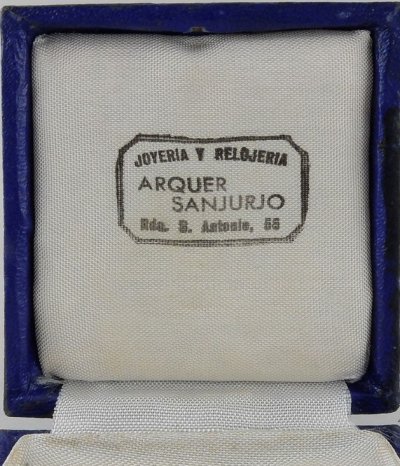 JOYERIA Y RELOJERIA
ARQUER
SANJURJO
Rda. S. Antonio, 55